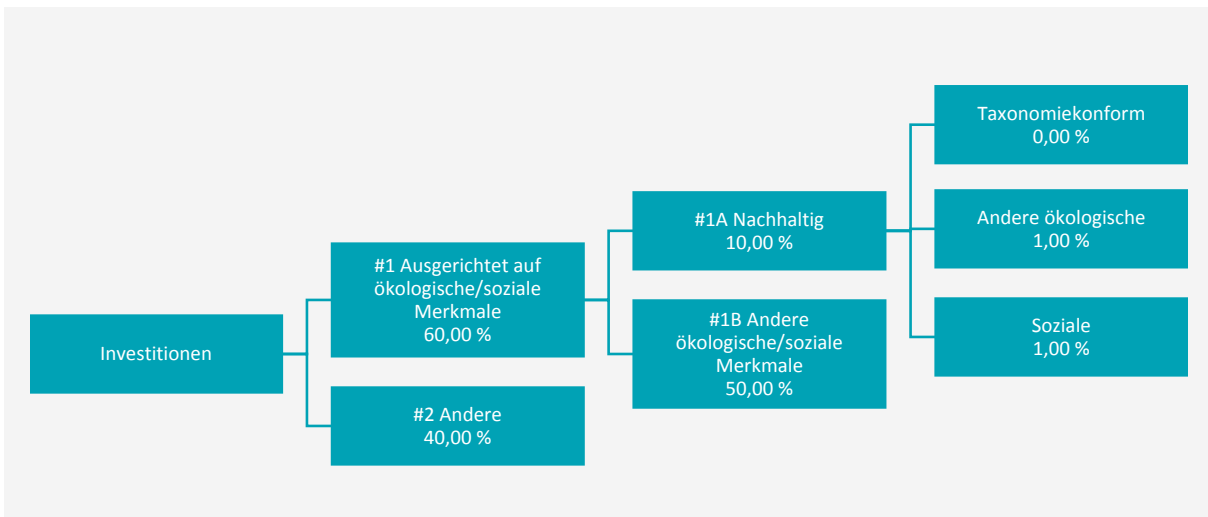 Investitionen
#1 Ausgerichtet auf
ökologische/soziale
Merkmale
60,00 %
#2 Andere
40,00 %
#1A Nachhaltig
10,00 %
#1B Andere
ökologische/soziale
Merkmale
50,00 %
Taxonomiekonform
0,00 %
Andere ökologische
1,00 %
Soziale
1,00 %